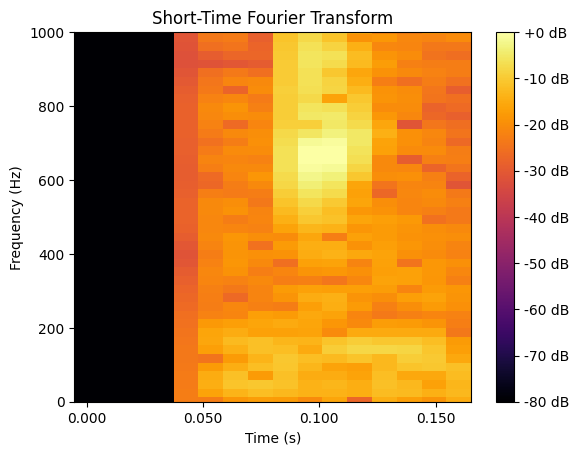 Short-Time Fourier Transform
1000
800
600
400
200
0
Frequency (Hz)
0.000
0.050
0.100
0.150
Time (s)
+0 dB
-10 dB
-20 dB
-30 dB
-40 dB
-50 dB
-60 dB
-70 dB
-80 dB